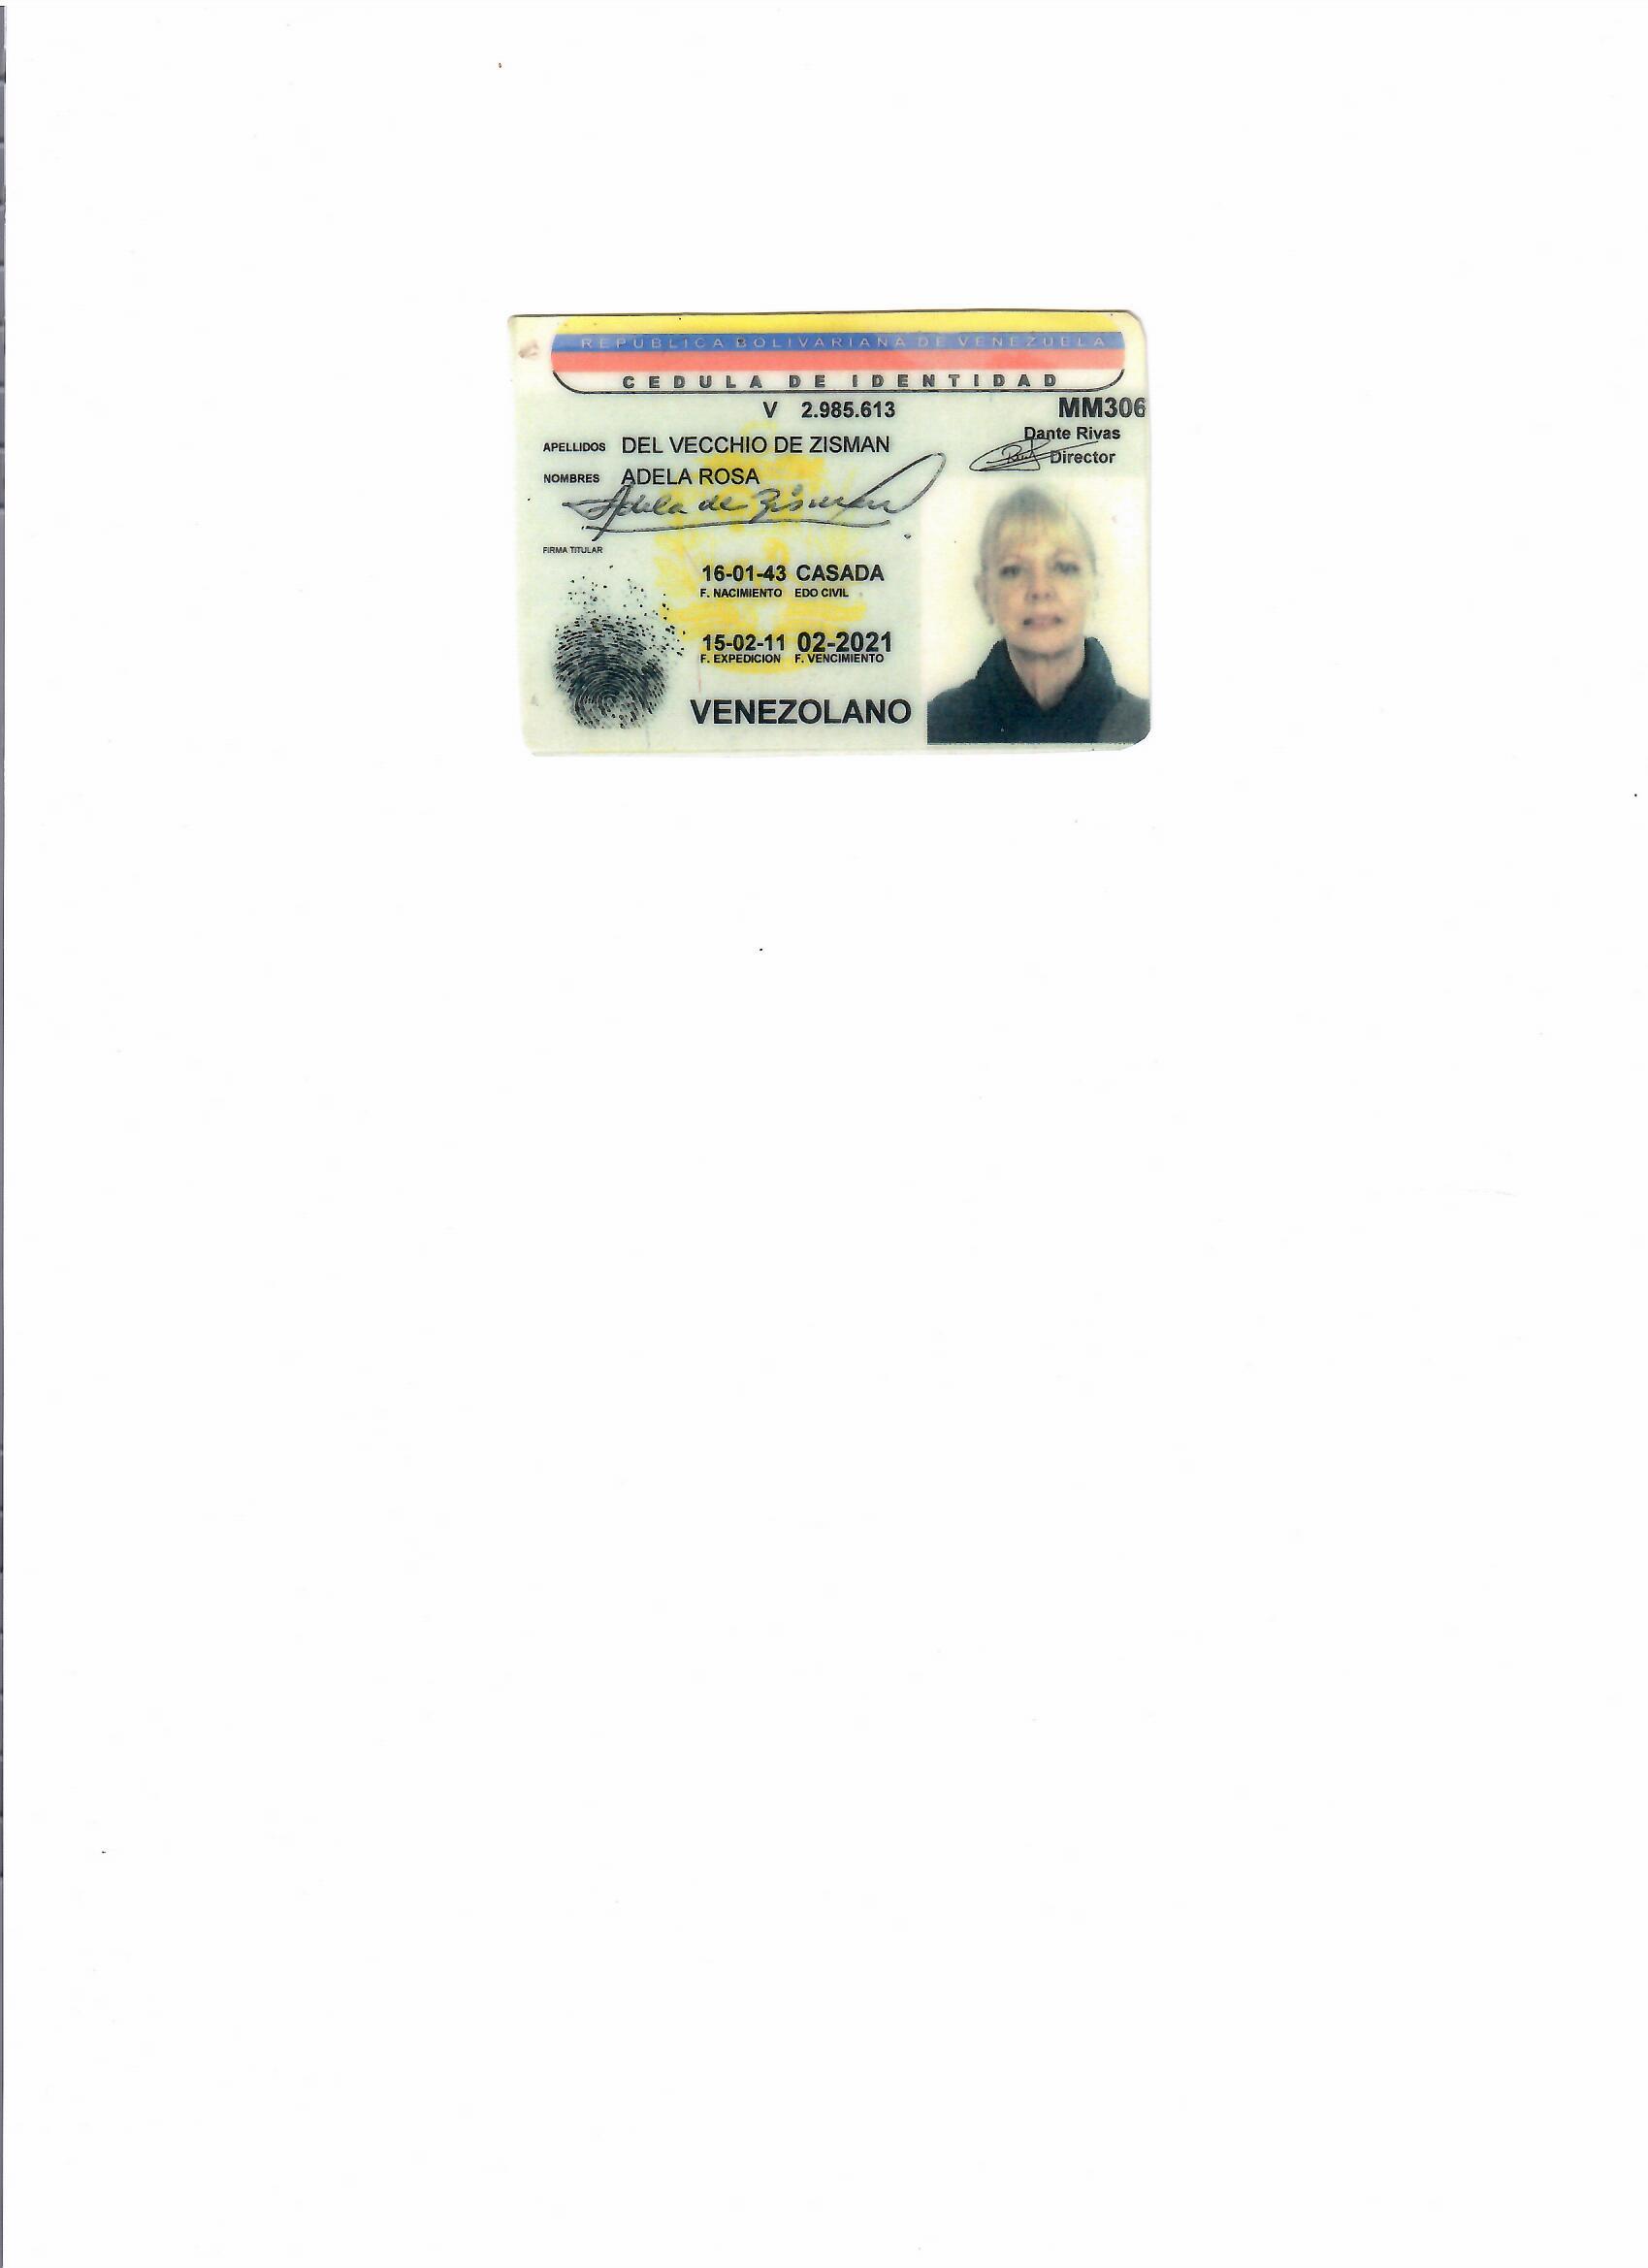 REPUBLICA BOLIVARIANA DE VENEZUELA
CEDULA DE IDENTIDAD
V 2.985.613 MM306
Dante Rivas
Director
APELLIDOS DEL VECCHIO DE ZISMAN
NOMBRES ADELA ROSA
Adela de Zisman
FIRMA TITULAR
16-01-43 CASADA
F. NACIMIENTO EDO CIVIL
15-02-11 02-2021
F. EXPEDICION F. VENCIMIENTO
VENEZOLANO